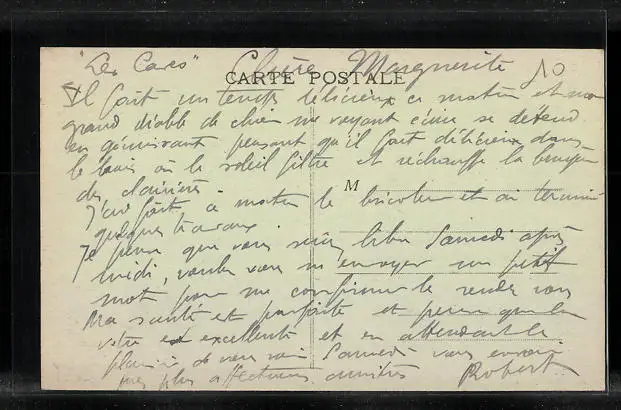 "Les Cares" Chère Marguerite 10
CARTE POSTALE
Il fait un temps délicieux ce matin et mon
grand diable de chien me voyant écrire se détend
en gémissant pensant qu'il fait délicieux dans
le bois où le soleil filtre et réchauffe la bruyère
des clairières.
M
J'ai fait ce matin le bricoleur et ai terminé
quelques travaux.
Je pense que vous serez libre Samedi après
midi, voulez vous m'envoyer un petit
mot pour me confirmer le rendez vous
Ma santé est parfaite et pense que la
votre est excellente et en attendant le
plaisir de vous voir Samedi vous envoie
mes plus affectueuses amitiés Robert